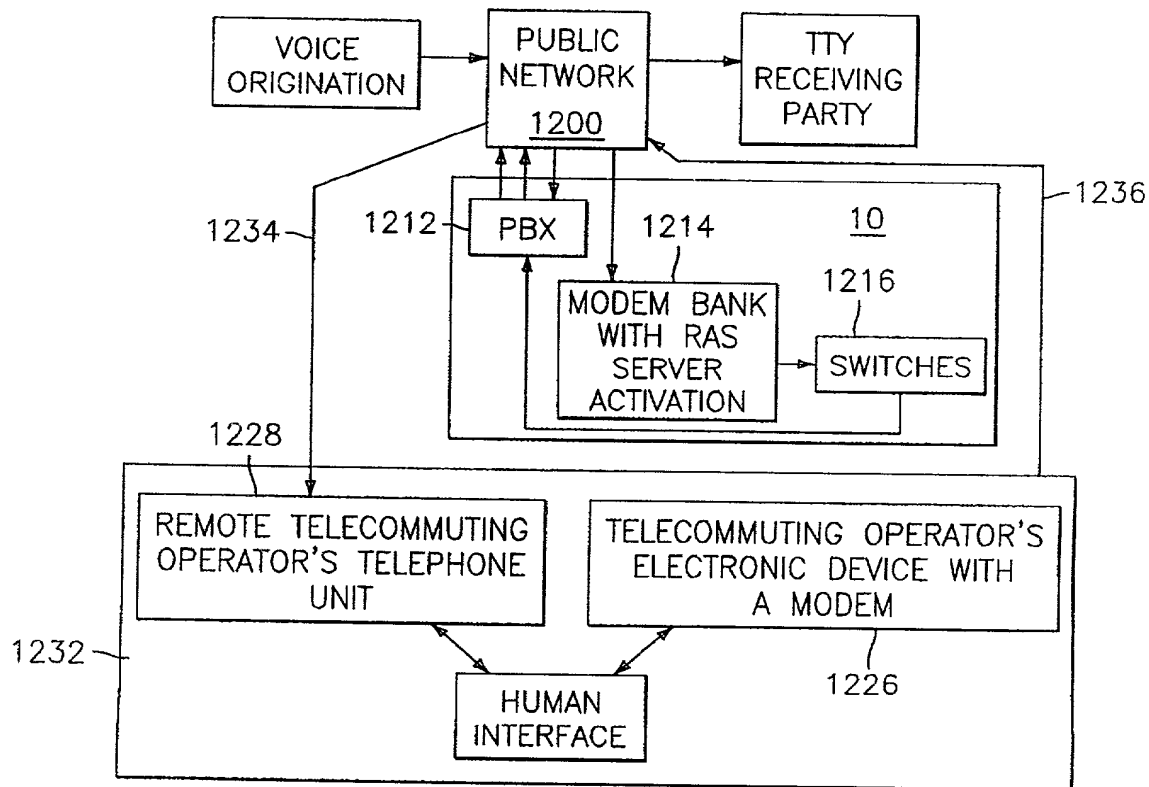 VOICE
ORIGINATION
PUBLIC
NETWORK
1200
TTY
RECEIVING
PARTY
1234
1212
PBX
1214
10
1236
1216
MODEM BANK
WITH RAS
SERVER
ACTIVATION
SWITCHES
1228
REMOTE TELECOMMUTING
OPERATOR'S TELEPHONE
UNIT
TELECOMMUTING OPERATOR'S
ELECTRONIC DEVICE WITH
A MODEM
1232
1226
HUMAN
INTERFACE